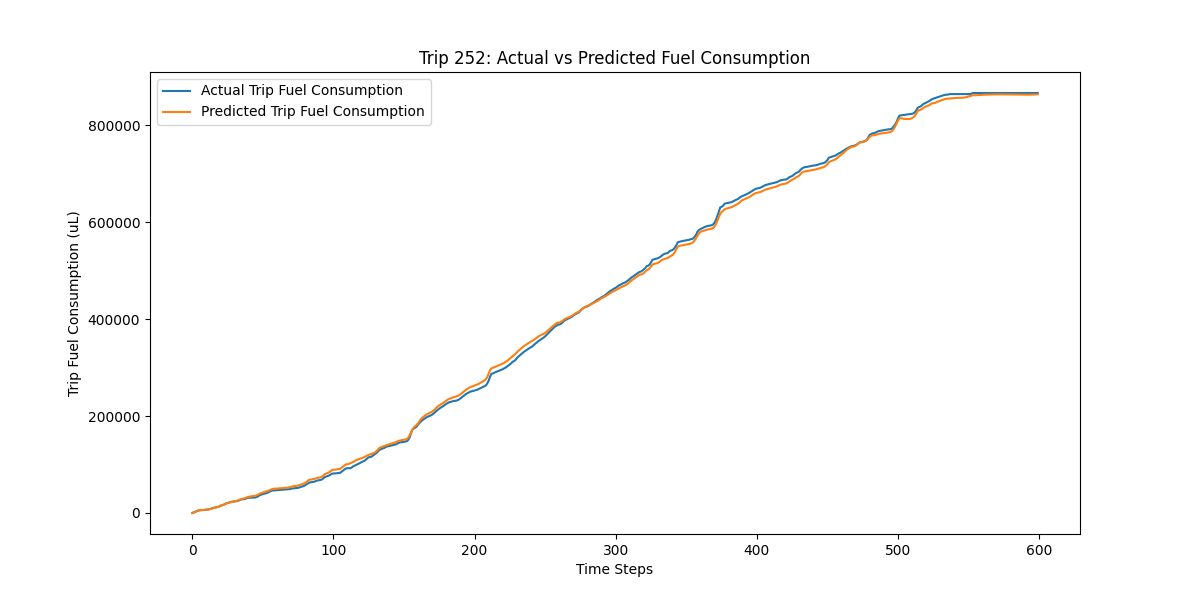 Trip 252: Actual vs Predicted Fuel Consumption
Actual Trip Fuel Consumption
Predicted Trip Fuel Consumption
Trip Fuel Consumption (uL)
800000
600000
400000
200000
0
0 100 200 300 400 500 600
Time Steps